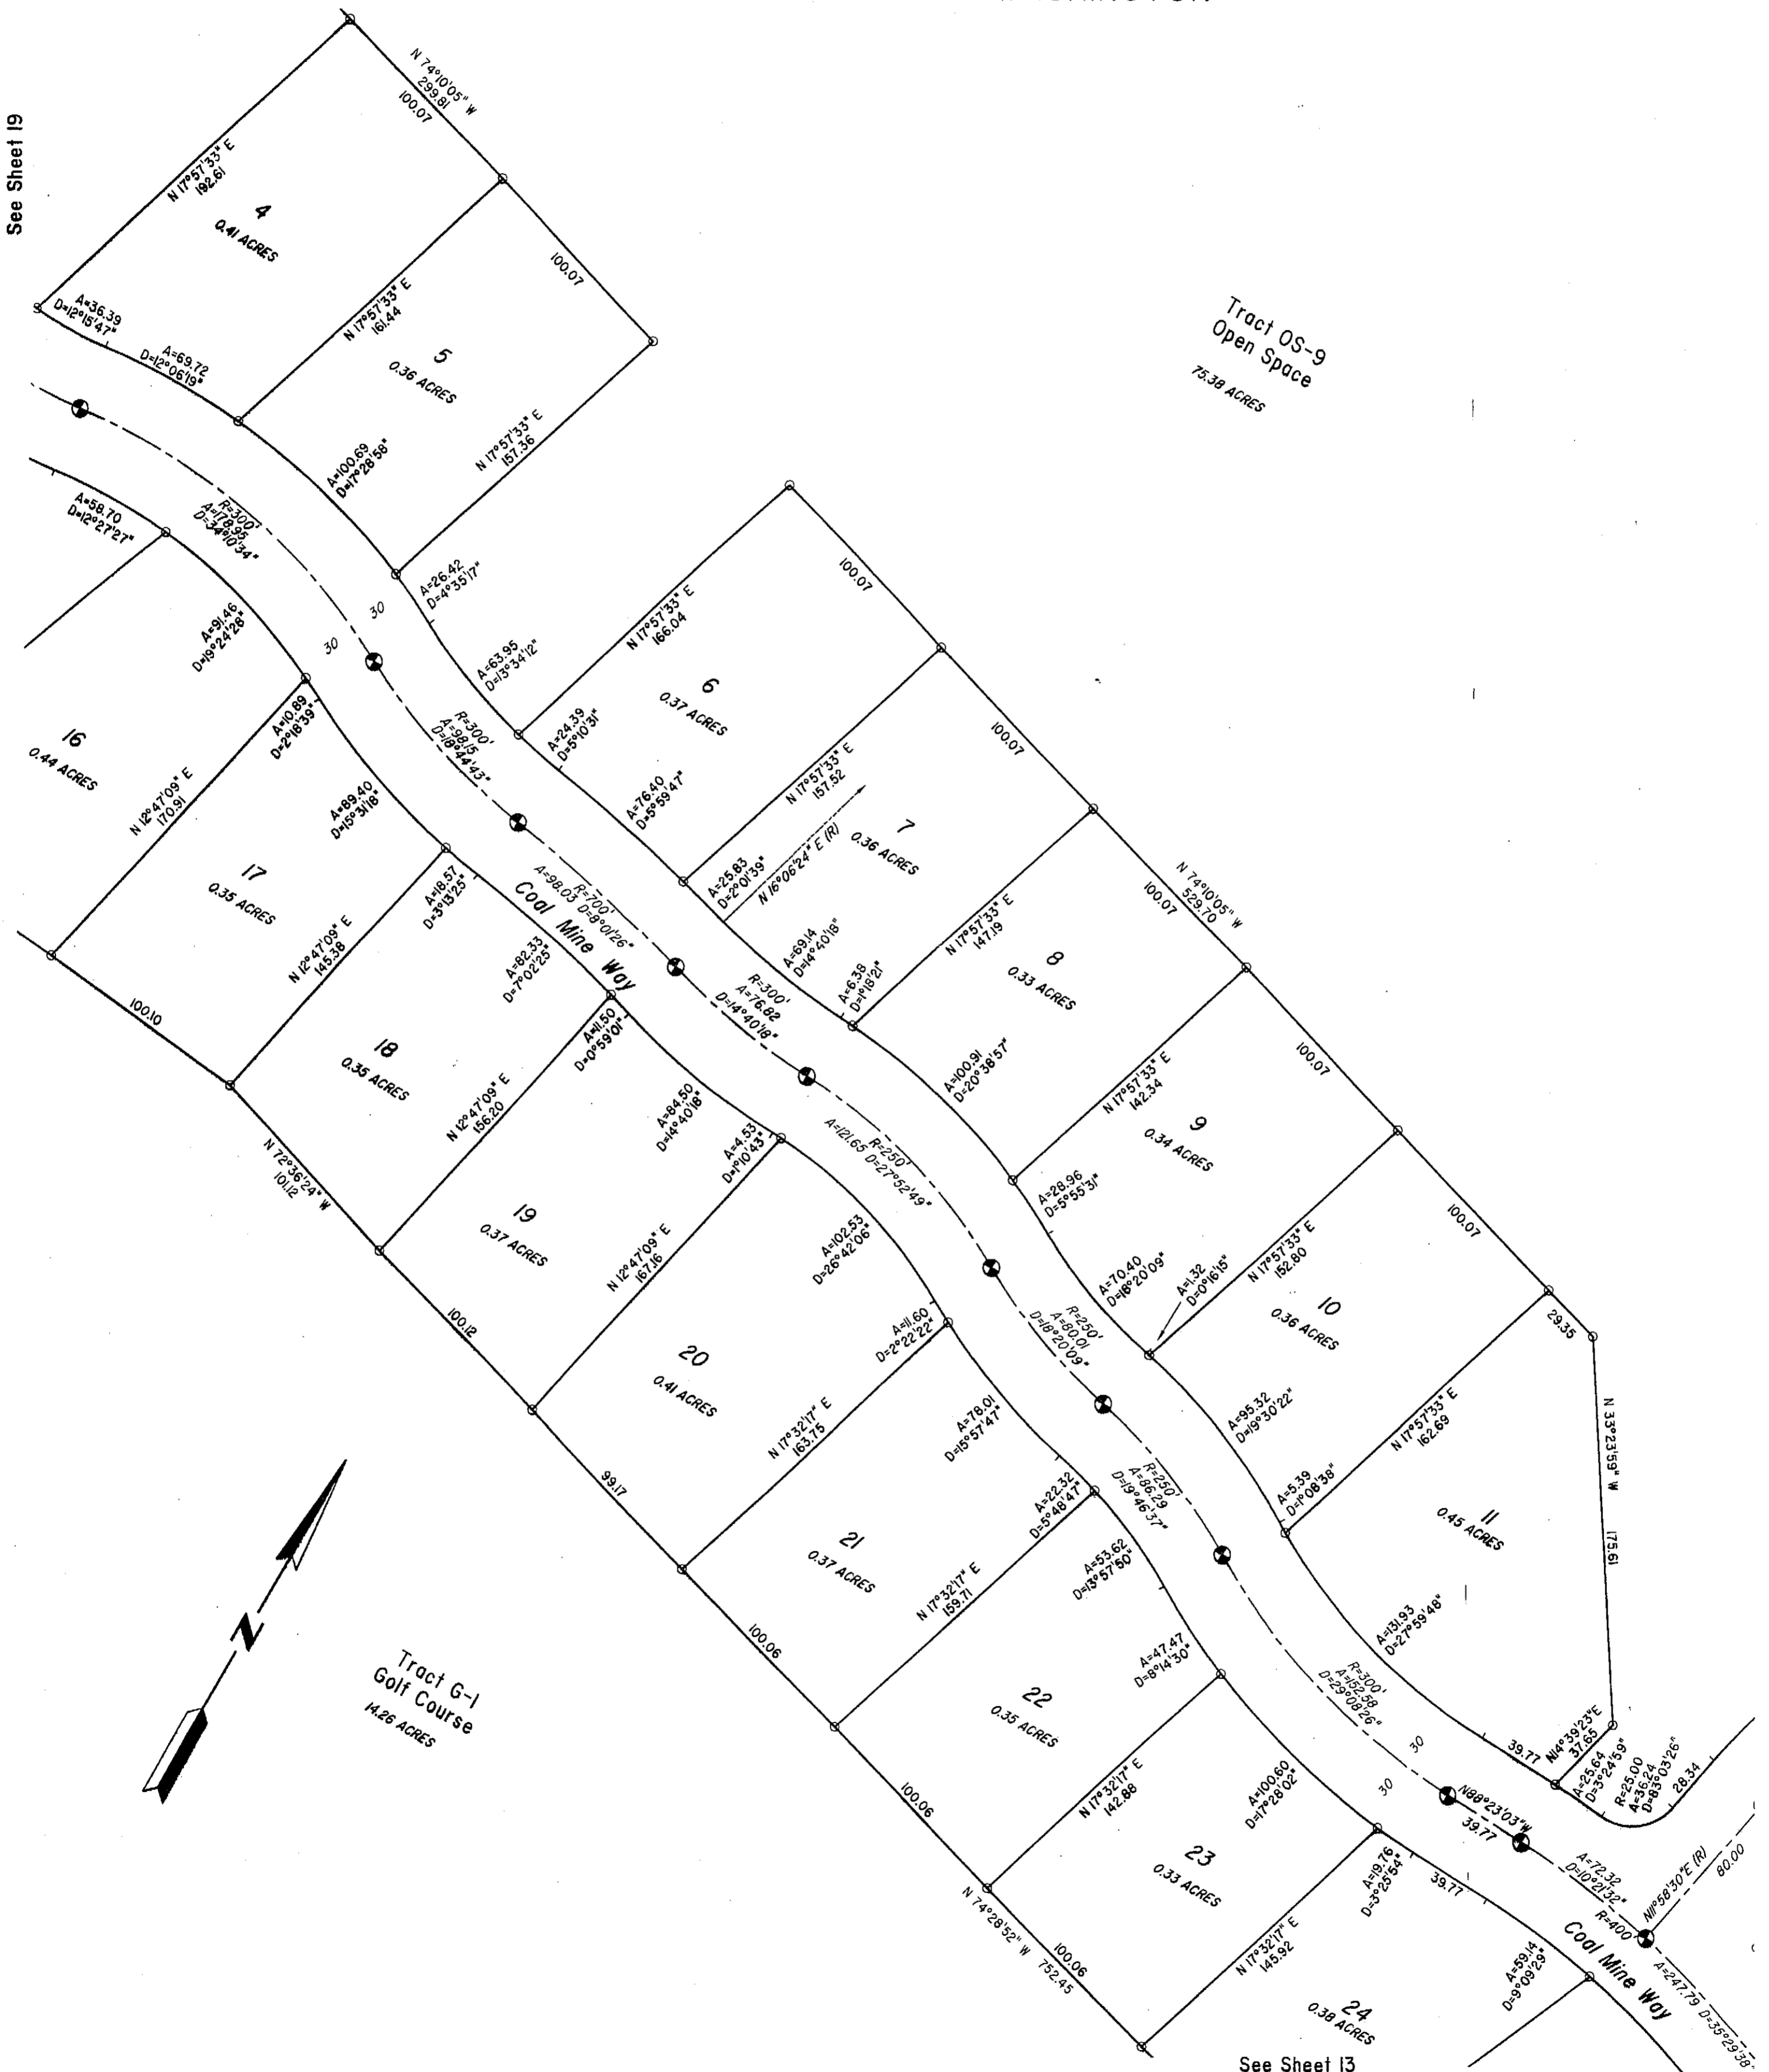 See Sheet 19
N 74°10'05" W
299.81
100.07
N 17°57'33" E
192.61
4
0.41 ACRES
A=36.39
D=12°15'47"
A=69.72
D=12°06'19"
N 17°57'33" E
161.44
100.07
5
0.36 ACRES
A=100.69
D=17°28'58"
N 17°57'33" E
157.36
Tract OS-9
Open Space
75.38 ACRES
A=58.70
D=12°27'27"
R=300'
A=178.95
D=34°10'34"
A=26.42
D=4°35'17"
30
30
A=91.46
D=19°24'28"
A=63.95
D=13°34'12"
N 17°57'33" E
166.04
100.07
6
0.37 ACRES
16
0.44 ACRES
A=10.89
D=2°18'39"
R=300'
A=98.15
D=18°44'43"
A=24.39
D=5°10'31"
A=76.40
D=5°59'47"
N 17°57'33" E
157.52
100.07
N 12°47'09" E
170.91
A=89.40
D=15°31'18"
N 16°06'24" E (R)
7
0.36 ACRES
17
0.35 ACRES
A=18.57
D=3°13'25"
Coal Mine Way
R=700'
A=98.03 D=8°01'26"
A=25.83
D=2°01'39"
N 17°57'33" E
147.19
100.07
N 74°10'05" W
529.70
N 12°47'09" E
145.38
A=82.33
D=7°02'25"
A=69.14
D=14°40'18"
A=6.38
D=1°18'21"
8
0.33 ACRES
100.10
18
0.35 ACRES
A=11.50
D=0°59'01"
R=300'
A=76.82
D=14°40'18"
A=100.91
D=20°38'57"
N 17°57'33" E
142.34
100.07
N 72°36'24" W
101.12
N 12°47'09" E
156.20
A=84.50
D=14°40'18"
A=4.53
D=1°10'43"
R=250'
A=121.65 D=27°52'49"
9
0.34 ACRES
19
0.37 ACRES
A=28.96
D=5°55'31"
100.07
100.12
N 12°47'09" E
167.16
A=102.53
D=26°42'06"
A=70.40
D=18°20'09"
A=1.32
D=0°16'15"
N 17°57'33" E
152.80
10
0.36 ACRES
29.35
20
0.41 ACRES
A=11.60
D=2°22'22"
R=250'
A=80.01
D=18°20'09"
A=95.32
D=19°30'22"
N 17°57'33" E
162.69
N 33°23'59" W 175.61
99.17
N 17°32'17" E
163.75
A=78.01
D=15°57'47"
R=250'
A=86.29
D=19°46'37"
A=5.39
D=1°08'38"
11
0.45 ACRES
21
0.37 ACRES
A=22.32
D=5°48'47"
N
Tract G-1
Golf Course
14.26 ACRES
100.06
N 17°32'17" E
159.71
A=53.62
D=13°57'50"
A=131.93
D=27°59'48"
22
0.35 ACRES
A=47.47
D=8°14'30"
R=300'
A=152.58
D=29°08'26"
30
30
39.77
N14°39'23"E
37.65
A=25.64
D=3°24'59"
R=25.00
A=36.24
D=83°03'26"
28.34
100.06
N 17°32'17" E
142.88
A=100.60
D=17°28'02"
N88°23'03"W
39.77
23
0.33 ACRES
A=19.76
D=3°25'54"
39.77
A=72.32
D=10°21'32"
R=400'
N11°58'30"E (R)
80.00
N 74°28'52" W 752.45
100.06
N 17°32'17" E
145.92
A=59.14
D=9°09'29"
Coal Mine Way
A=247.79 D=35°29'38"
24
0.38 ACRES
See Sheet 13